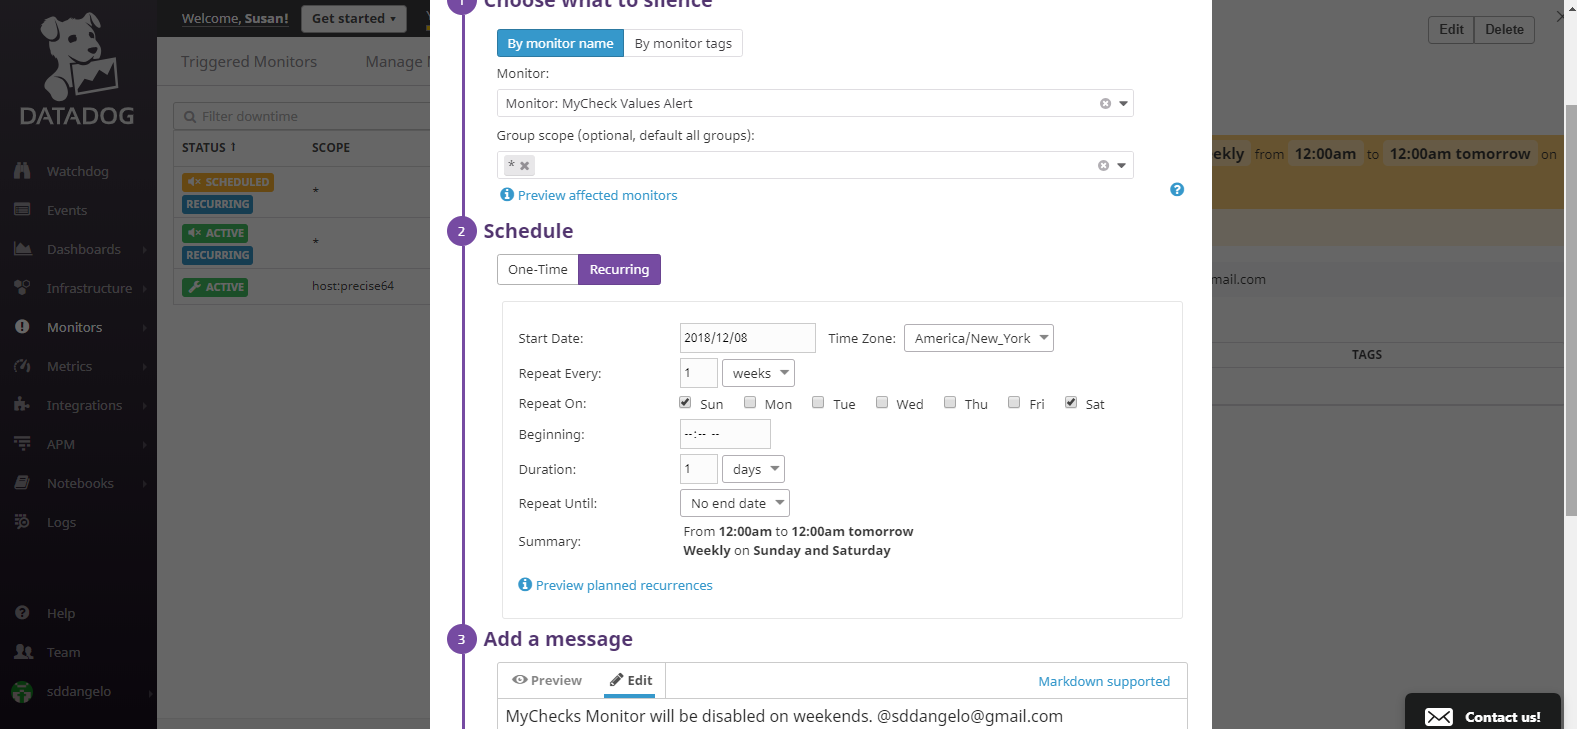 DATADOG
Watchdog
Events
Dashboards
Infrastructure
Monitors
Metrics
Integrations
APM
Notebooks
Logs
Help
Team
sddangelo
Welcome, Susan!
Get started
Triggered Monitors
Manage
Filter downtime
STATUS
SCOPE
SCHEDULED
*
RECURRING
ACTIVE
*
RECURRING
ACTIVE
host:precise64
1 Choose what to silence
By monitor name
By monitor tags
Monitor:
Monitor: MyCheck Values Alert
Group scope (optional, default all groups):
*
Preview affected monitors
2 Schedule
One-Time
Recurring
Start Date:
2018/12/08
Time Zone:
America/New_York
Repeat Every:
1
weeks
Repeat On:
Sun
Mon
Tue
Wed
Thu
Fri
Sat
Beginning:
--:-- --
Duration:
1
days
Repeat Until:
No end date
Summary:
From 12:00am to 12:00am tomorrow
Weekly on Sunday and Saturday
Preview planned recurrences
3 Add a message
Preview
Edit
Markdown supported
MyChecks Monitor will be disabled on weekends. @sddangelo@gmail.com
Edit
Delete
ekly from 12:00am to 12:00am tomorrow on
mail.com
TAGS
Contact us!